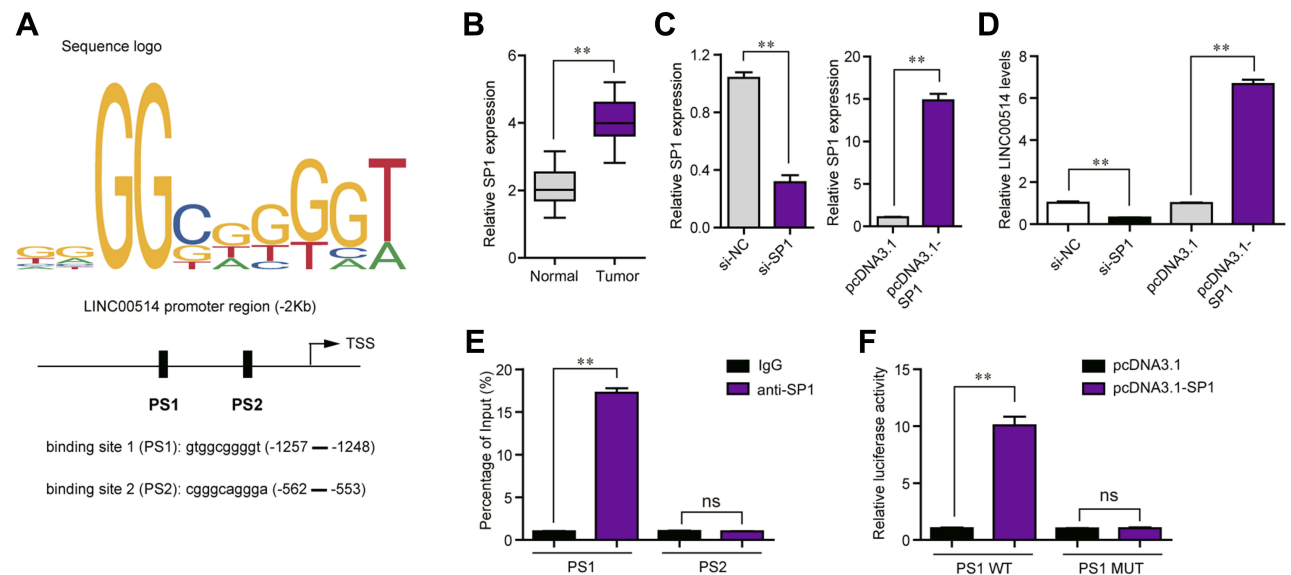 A
Sequence logo
LINC00514 promoter region (-2Kb)
TSS
PS1 PS2
binding site 1 (PS1): gtggcggggt (-1257 — -1248)
binding site 2 (PS2): cgggcaggga (-562 — -553)
B
Relative SP1 expression
6
4
2
0
**
Normal Tumor
C
Relative SP1 expression
1.2
0.8
0.4
0.0
**
si-NC
si-SP1
Relative SP1 expression
20
15
10
5
0
**
pcDNA3.1
pcDNA3.1-
SP1
D
Relative LINC00514 levels
8
6
4
2
0
**
**
si-NC
si-SP1
pcDNA3.1
pcDNA3.1-
SP1
E
Percentage of Input (%)
20
15
10
5
0
**
ns
IgG
anti-SP1
PS1 PS2
F
Relative luciferase activity
15
10
5
0
**
ns
pcDNA3.1
pcDNA3.1-SP1
PS1 WT PS1 MUT